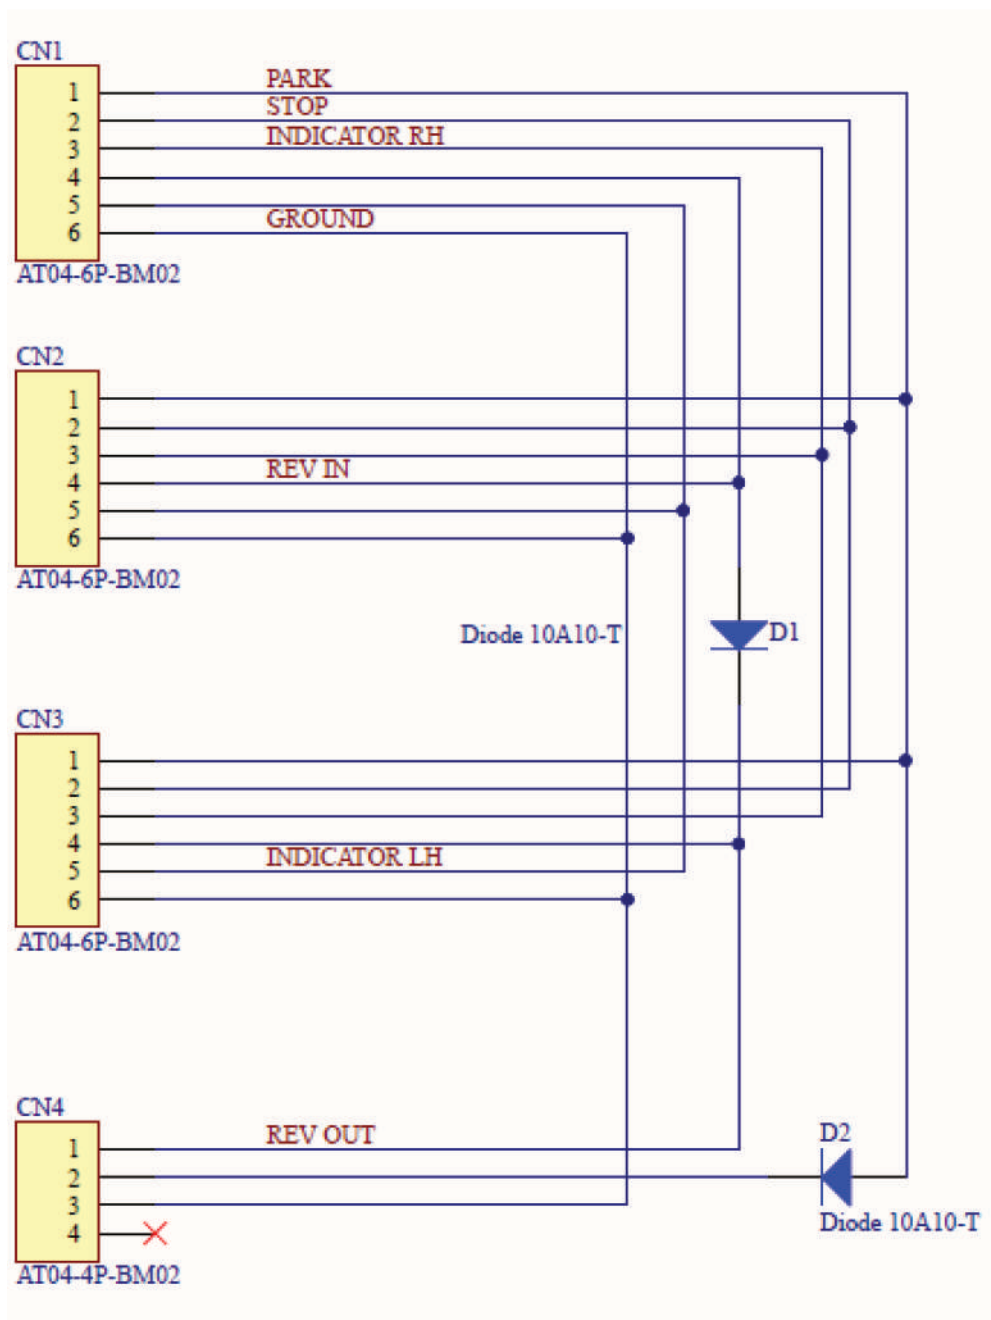 CN1
1 PARK
2 STOP
3 INDICATOR RH
4
5
6 GROUND
AT04-6P-BM02
CN2
1
2
3
4 REV IN
5
6
AT04-6P-BM02
Diode 10A10-T D1
CN3
1
2
3
4
5 INDICATOR LH
6
AT04-6P-BM02
CN4
1 REV OUT
2
3
4
AT04-4P-BM02
D2
Diode 10A10-T